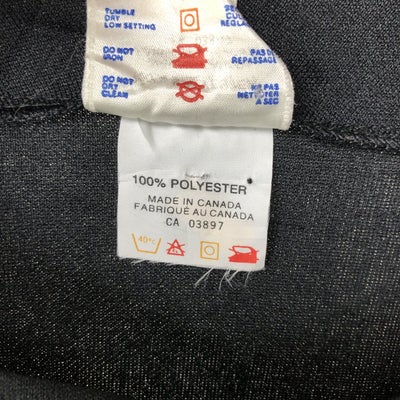 TUMBLE
DRY
LOW SETTING
DO NOT
IRON
PAS DE
REPASSAGE
DO NOT
DRY
CLEAN
NE PAS
NETTOYER
A SEC
100% POLYESTER
MADE IN CANADA
FABRIQUÉ AU CANADA
CA 03897
40°C